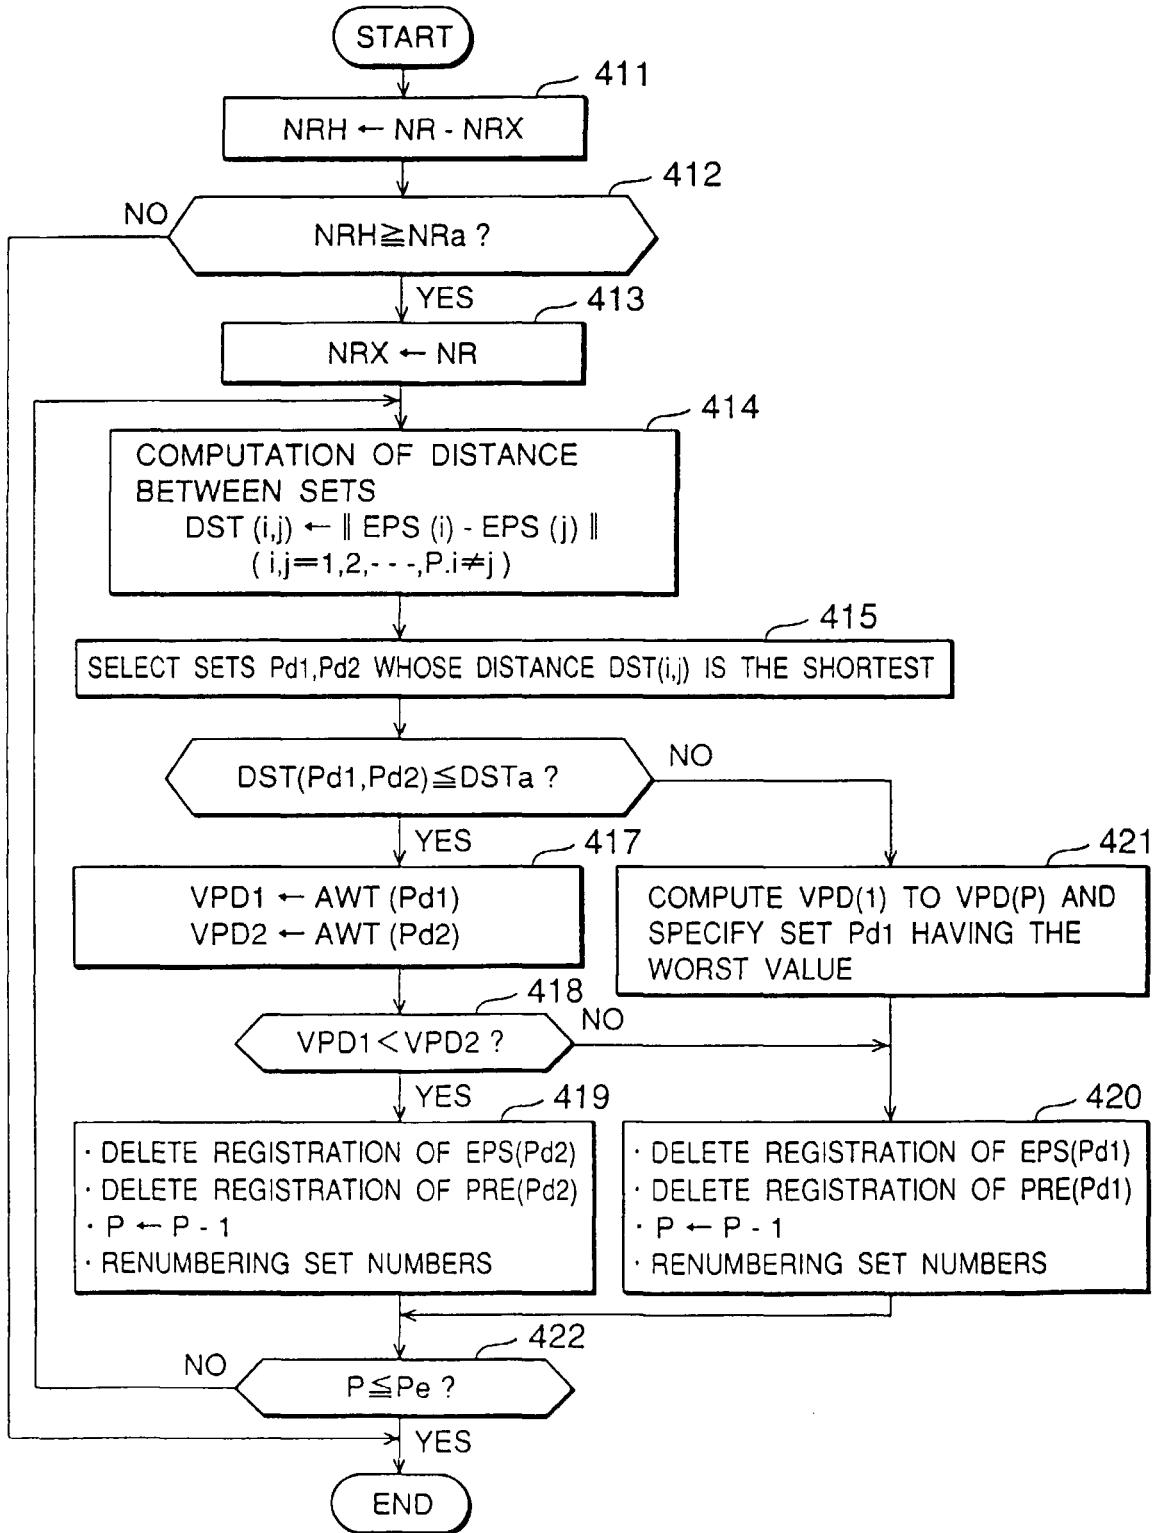 START
411
NRH ← NR - NRX
412
NO
NRH≧NRa ?
YES
413
NRX ← NR
414
COMPUTATION OF DISTANCE
BETWEEN SETS
DST (i,j) ← ‖ EPS (i) - EPS (j) ‖
( i,j=1,2,- - -,P.i≠j )
415
SELECT SETS Pd1,Pd2 WHOSE DISTANCE DST(i,j) IS THE SHORTEST
DST(Pd1,Pd2)≦DSTa ?
NO
YES
417
VPD1 ← AWT (Pd1)
VPD2 ← AWT (Pd2)
421
COMPUTE VPD(1) TO VPD(P) AND
SPECIFY SET Pd1 HAVING THE
WORST VALUE
418
VPD1<VPD2 ?
NO
YES
419
· DELETE REGISTRATION OF EPS(Pd2)
· DELETE REGISTRATION OF PRE(Pd2)
· P ← P - 1
· RENUMBERING SET NUMBERS
420
· DELETE REGISTRATION OF EPS(Pd1)
· DELETE REGISTRATION OF PRE(Pd1)
· P ← P - 1
· RENUMBERING SET NUMBERS
422
NO
P≦Pe ?
YES
END